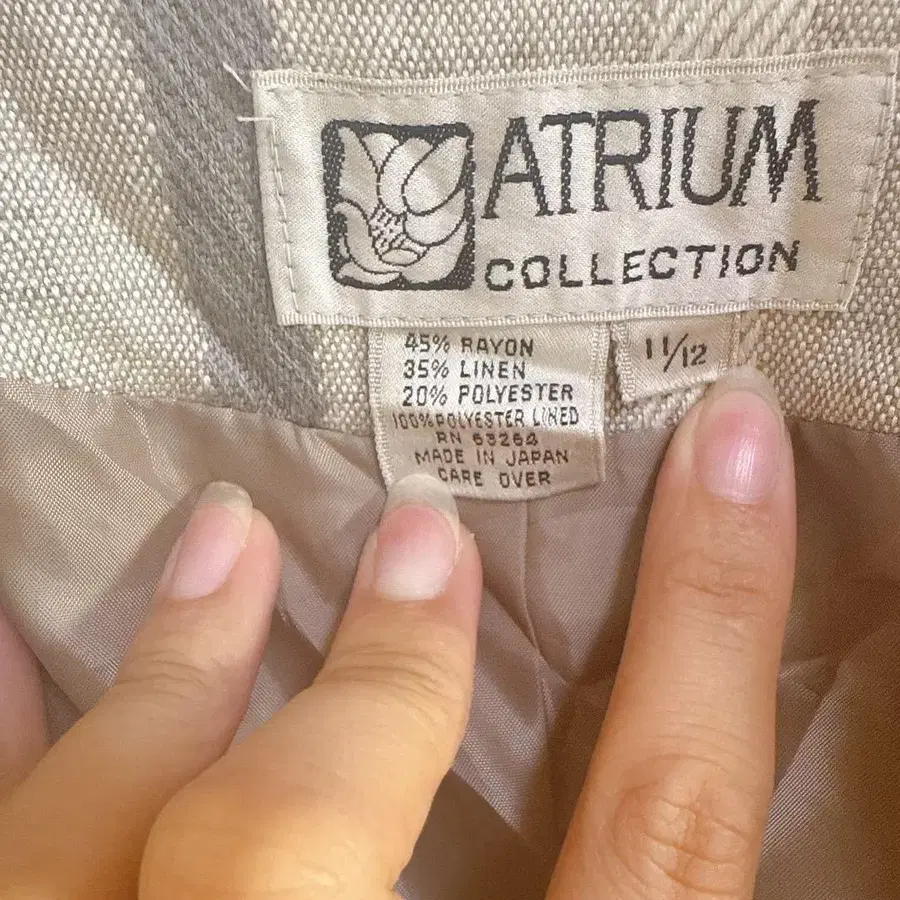 ATRIUM
COLLECTION
45% RAYON
35% LINEN
20% POLYESTER
100% POLYESTER LINED
RN 63264
MADE IN JAPAN
CARE OVER
11/12